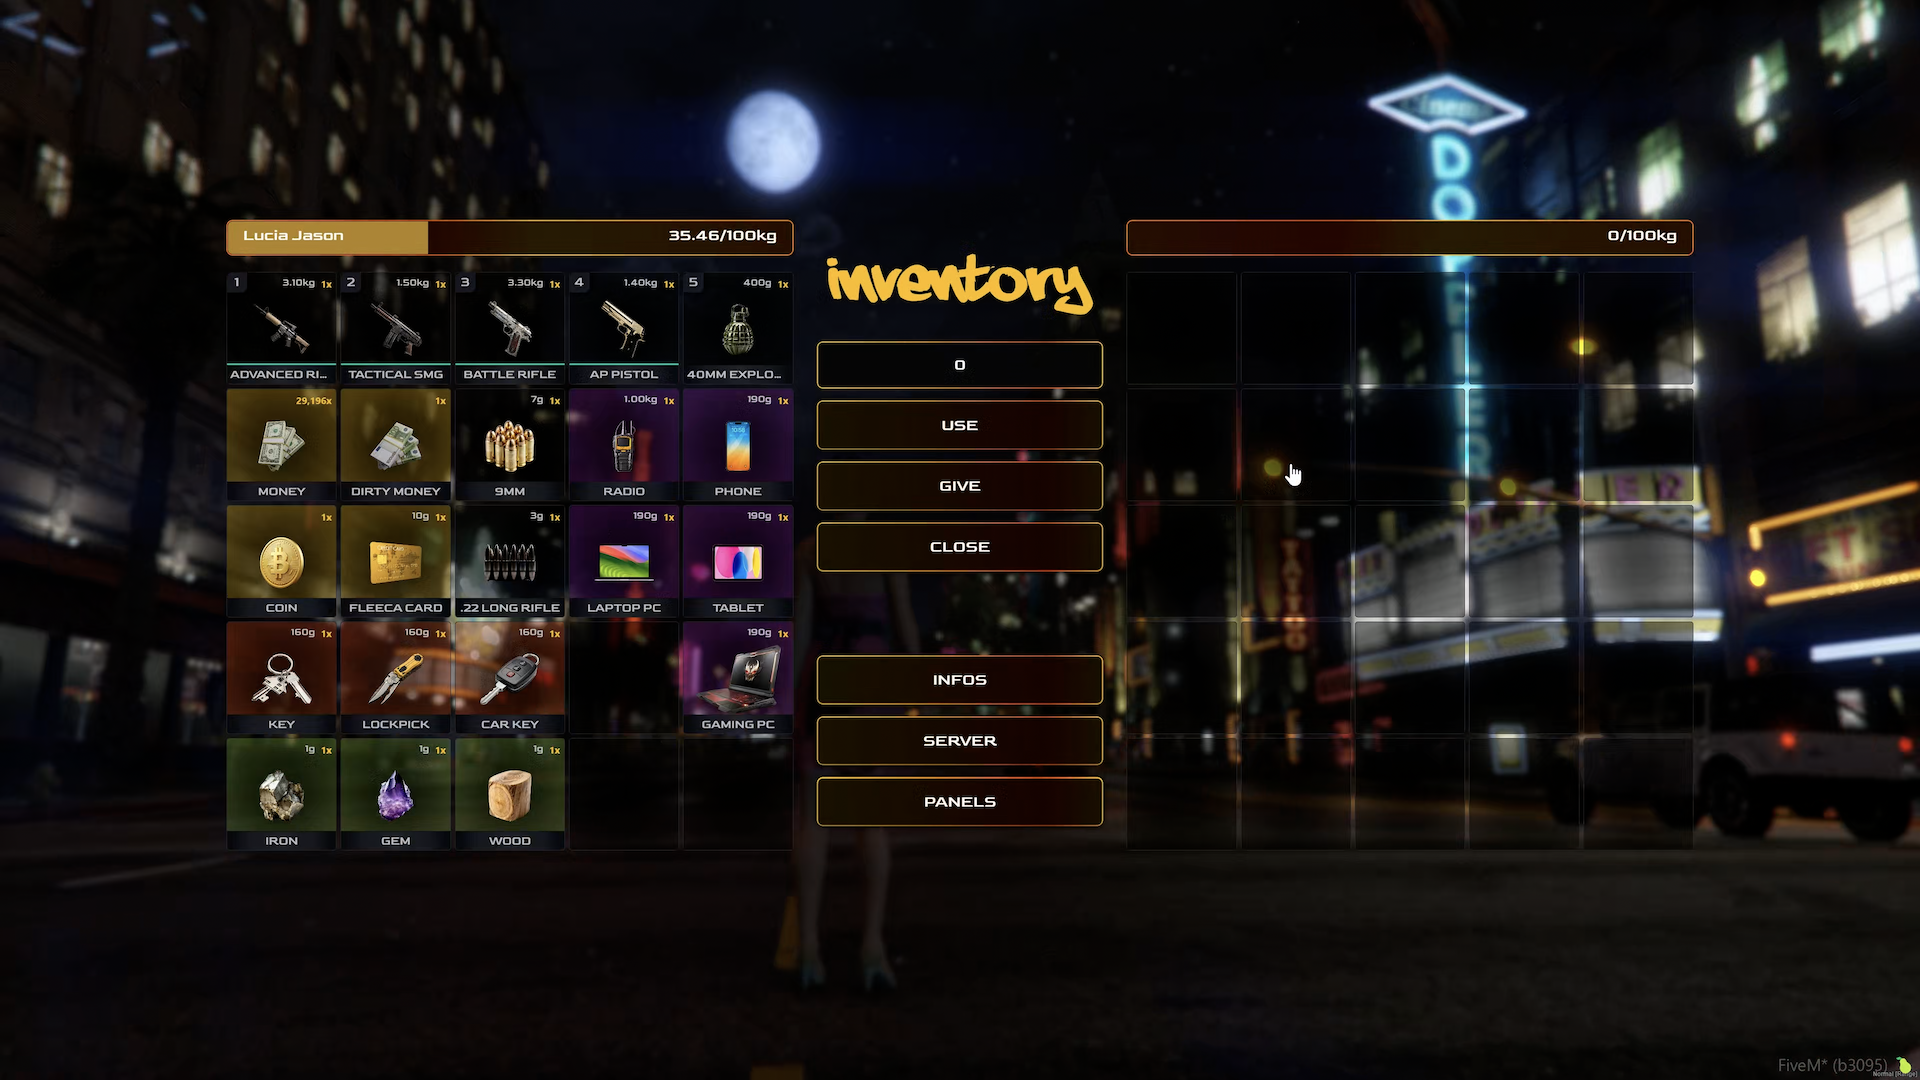 Lucia Jason 35.46/100kg
0/100kg
inventory
1 3.10kg 1x 2 1.50kg 1x 3 3.30kg 1x 4 1.40kg 1x 5 400g 1x
ADVANCED RI... TACTICAL SMG BATTLE RIFLE AP PISTOL 40MM EXPLO...
29,196x 1x 7g 1x 1.00kg 1x 190g 1x
MONEY DIRTY MONEY 9MM RADIO PHONE
1x 10g 1x 3g 1x 190g 1x 190g 1x
COIN FLEECA CARD .22 LONG RIFLE LAPTOP PC TABLET
160g 1x 160g 1x 160g 1x 190g 1x
KEY LOCKPICK CAR KEY GAMING PC
1g 1x 1g 1x 1g 1x
IRON GEM WOOD
0
USE
GIVE
CLOSE
INFOS
SERVER
PANELS
TATTOO
FiveM* (b3095)